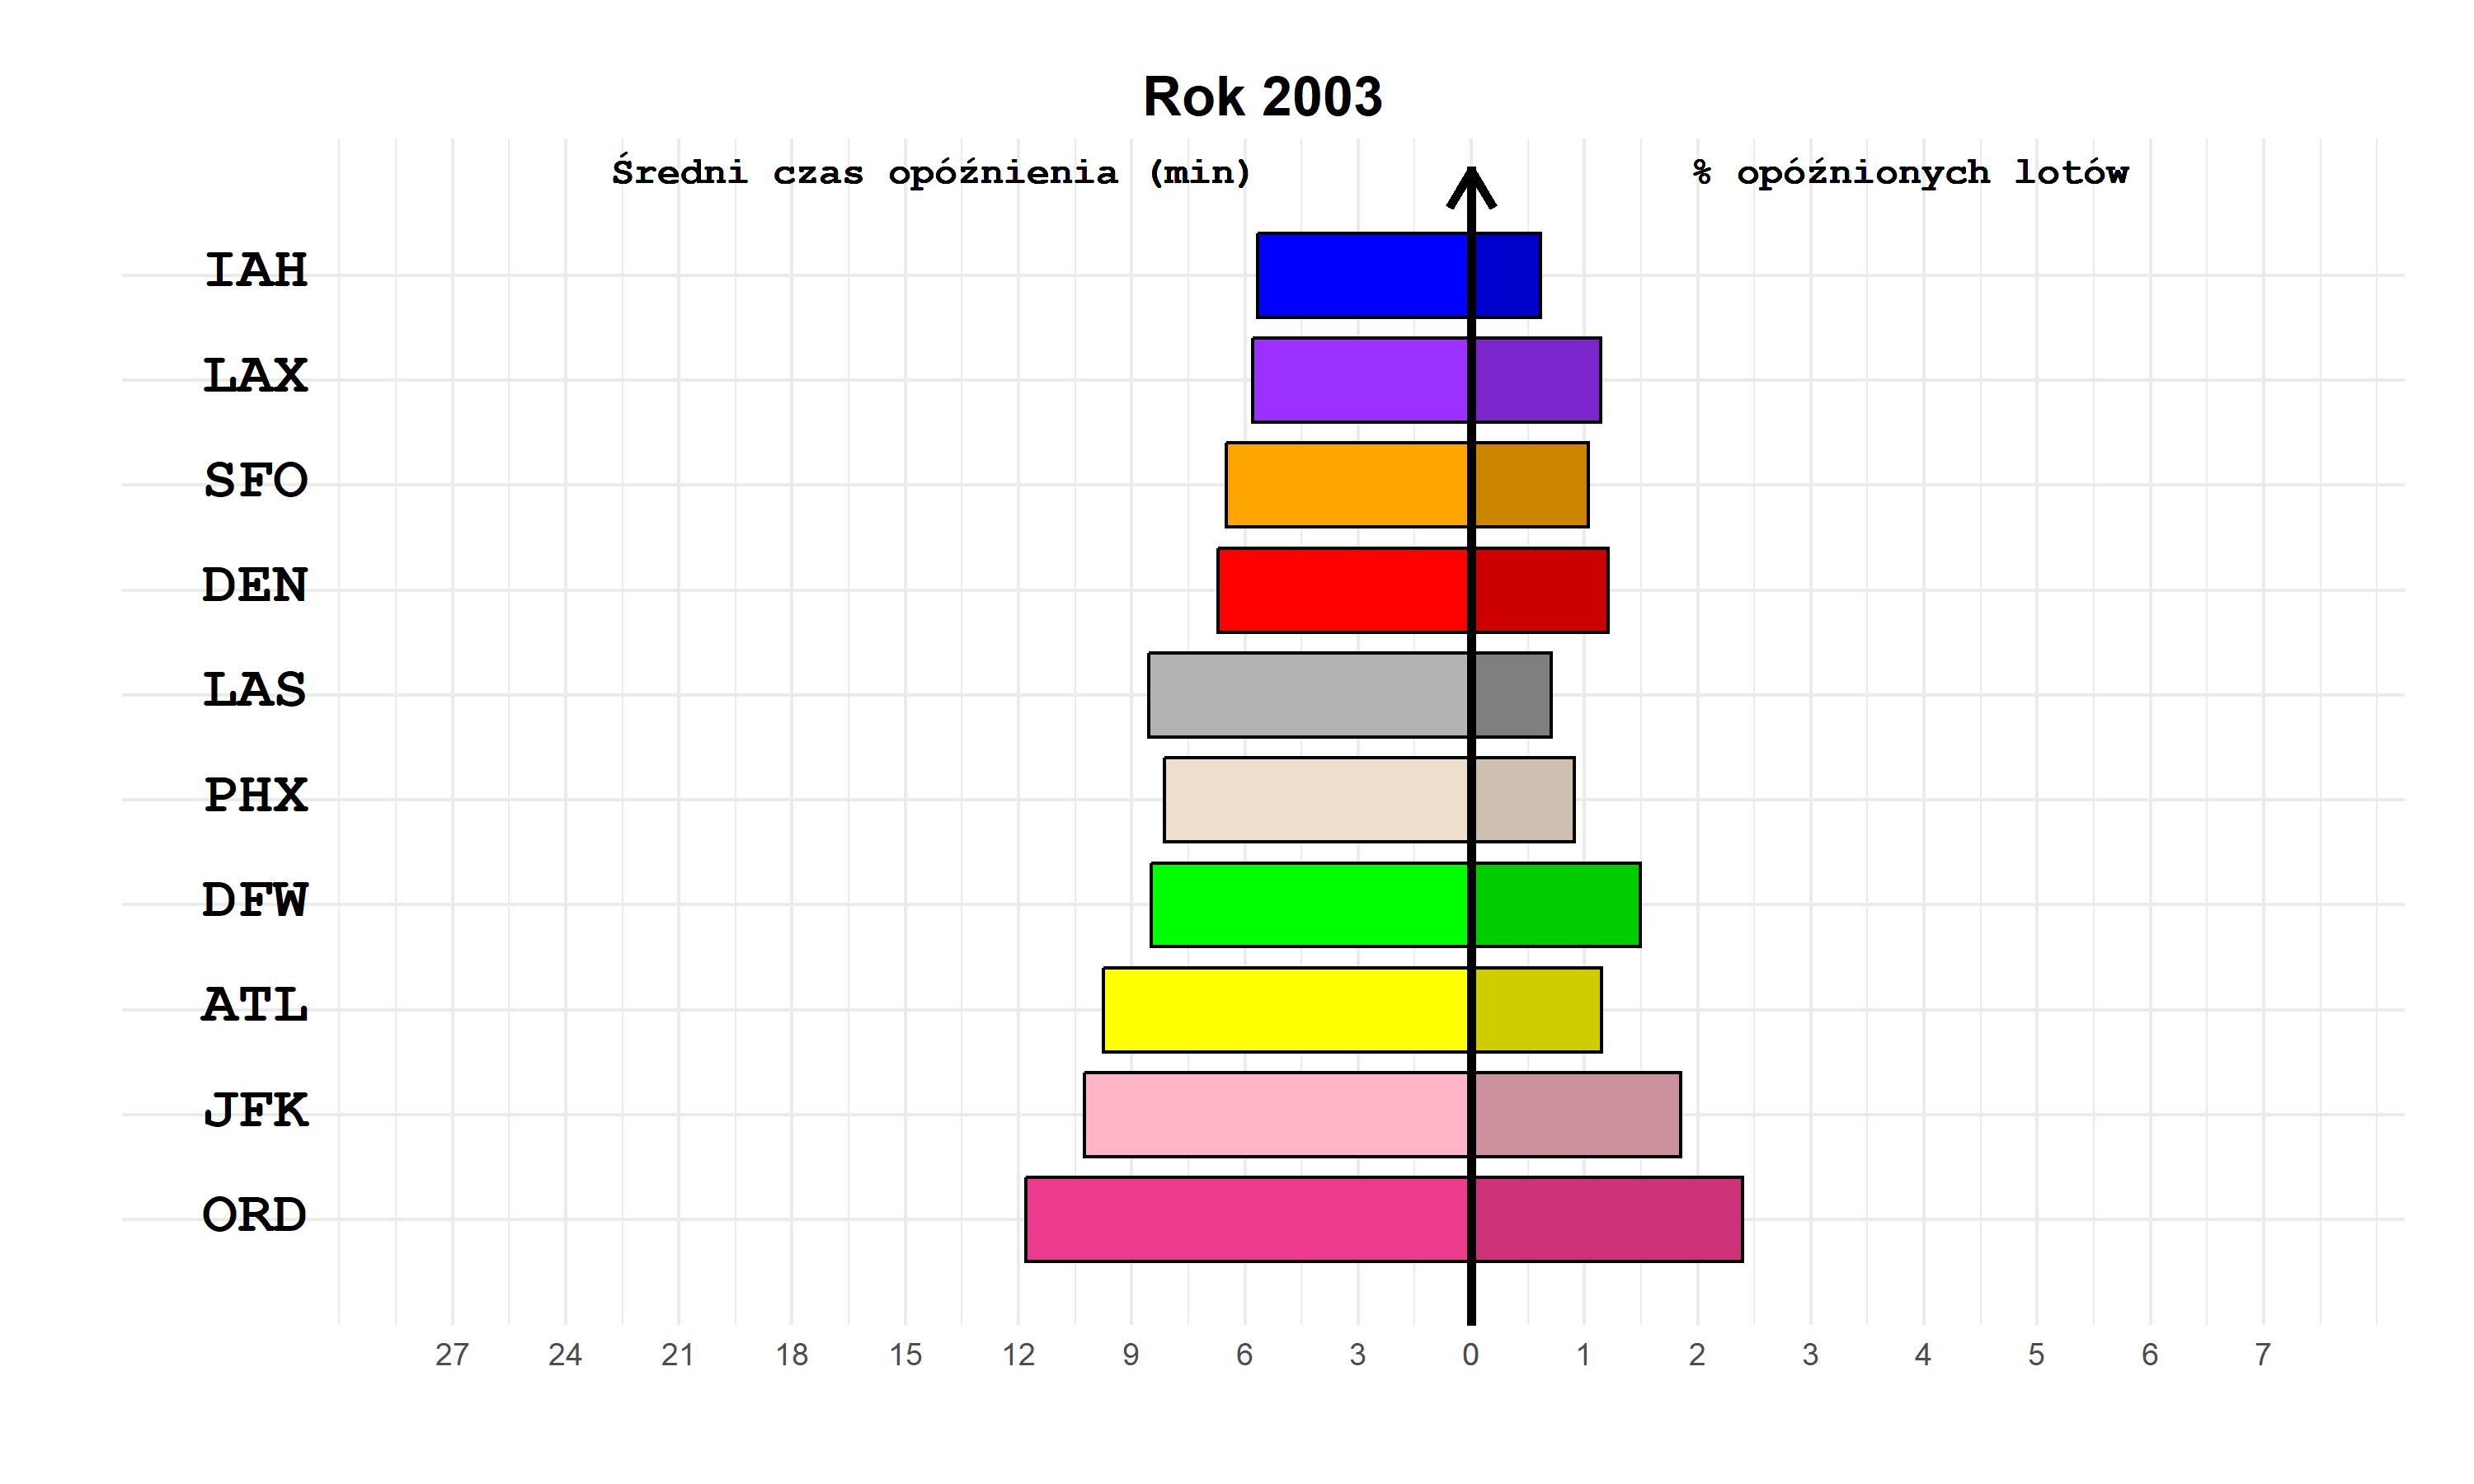 Rok 2003
Średni czas opóźnienia (min) % opóźnionych lotów
IAH
LAX
SFO
DEN
LAS
PHX
DFW
ATL
JFK
ORD
27 24 21 18 15 12 9 6 3 0 1 2 3 4 5 6 7